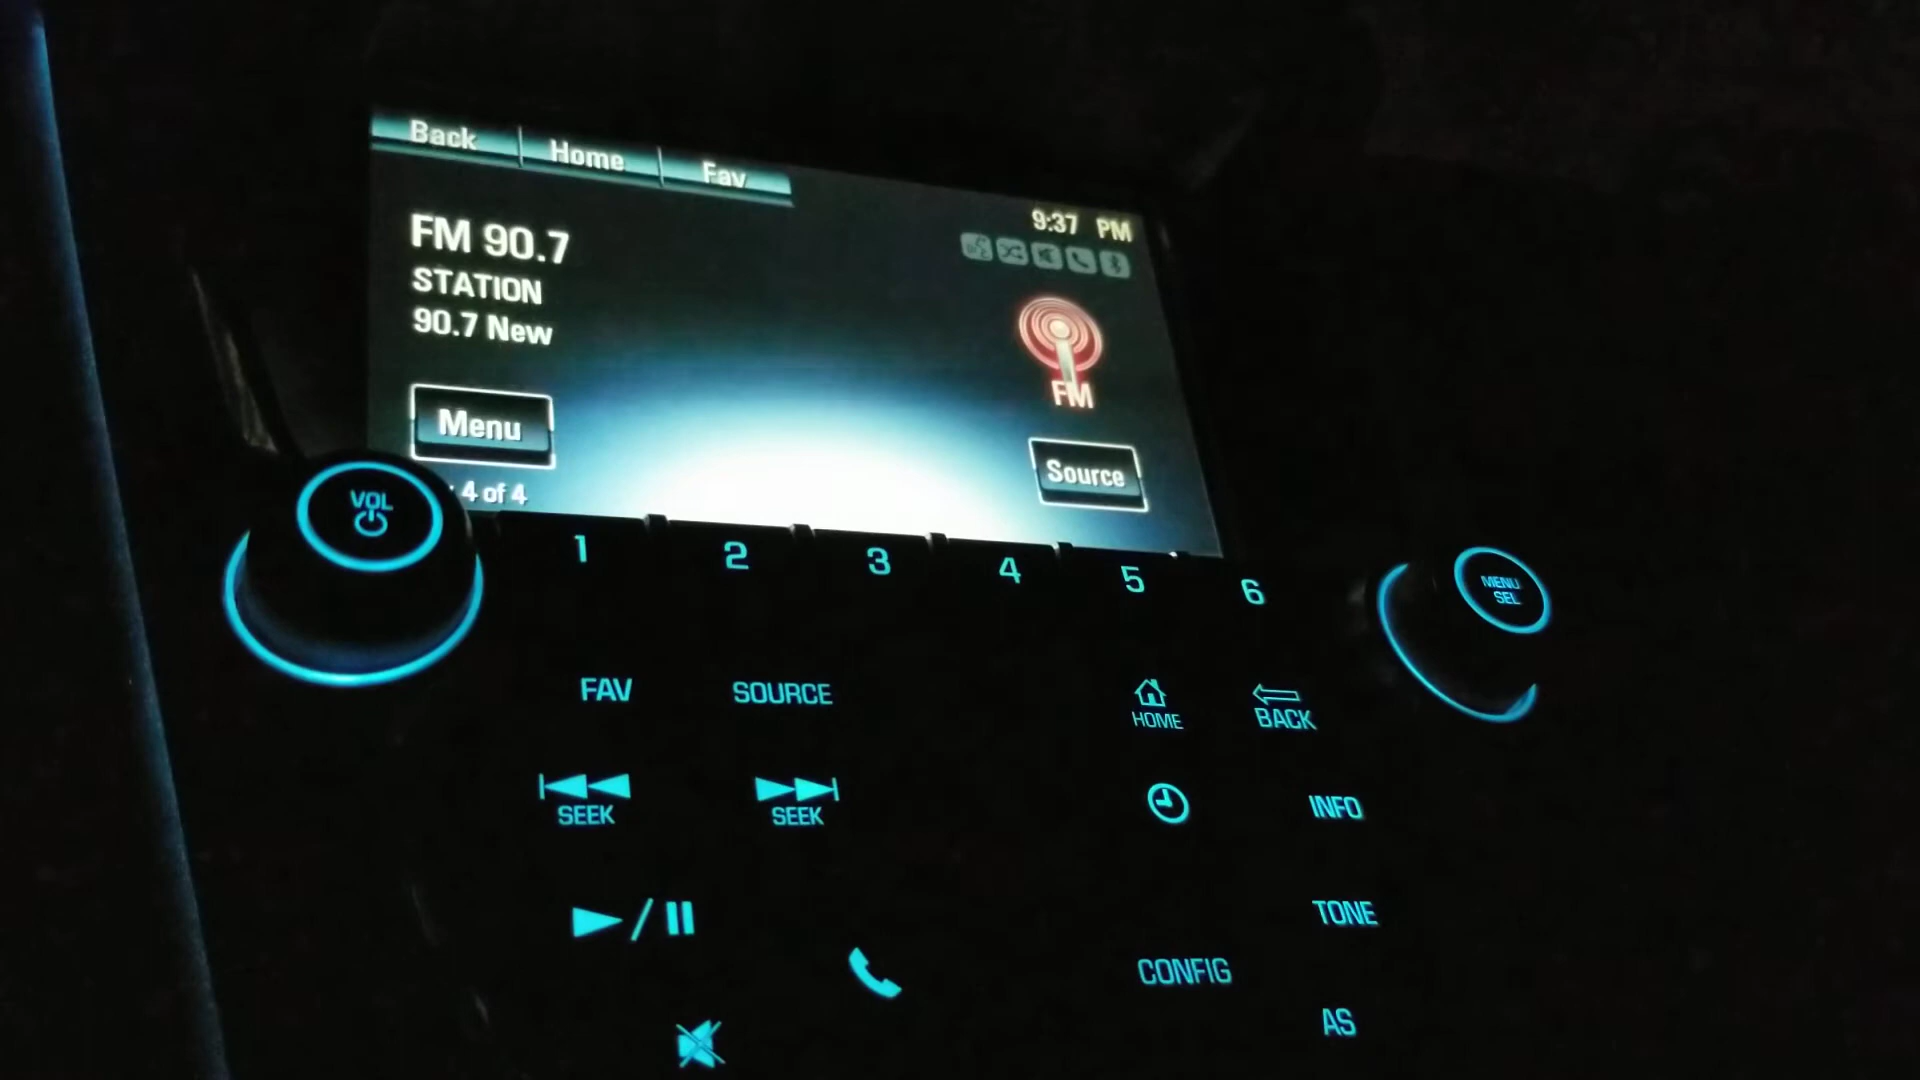 Back Home Fav
9:37 PM
FM 90.7
STATION
90.7 New
FM
Menu
Source
4 of 4
VOL
1 2 3 4 5 6
MENU
SEL
FAV SOURCE
HOME BACK
SEEK SEEK
INFO
TONE
CONFIG
AS